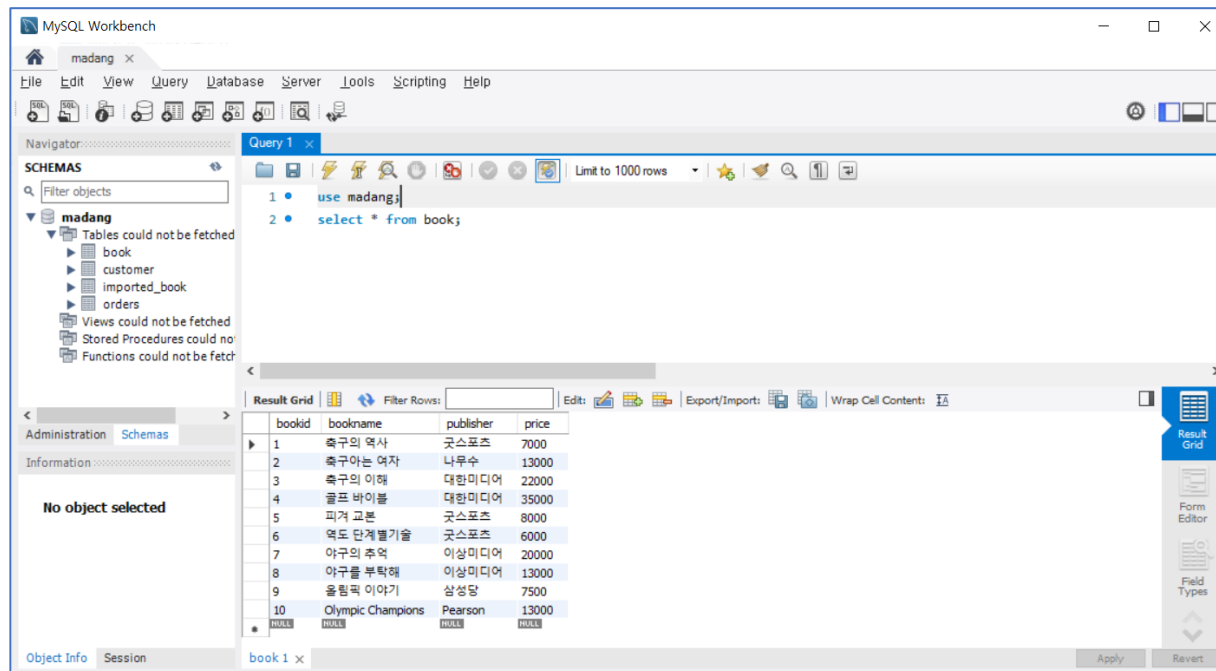 MySQL Workbench
madang
File Edit View Query Database Server Tools Scripting Help
Navigator
SCHEMAS
Filter objects
madang
Tables could not be fetched
book
customer
imported_book
orders
Views could not be fetched
Stored Procedures could no
Functions could not be fetch
Administration Schemas
Information
No object selected
Object Info Session
Query 1
Limit to 1000 rows
1 use madang;
2 select * from book;
Result Grid Filter Rows: Edit: Export/Import: Wrap Cell Content:
bookid bookname publisher price
1 축구의 역사 굿스포츠 7000
2 축구아는 여자 나무수 13000
3 축구의 이해 대한미디어 22000
4 골프 바이블 대한미디어 35000
5 피겨 교본 굿스포츠 8000
6 역도 단계별기술 굿스포츠 6000
7 야구의 추억 이상미디어 20000
8 야구를 부탁해 이상미디어 13000
9 올림픽 이야기 삼성당 7500
10 Olympic Champions Pearson 13000
NULL NULL NULL NULL
Result
Grid
Form
Editor
Field
Types
book 1
Apply Revert